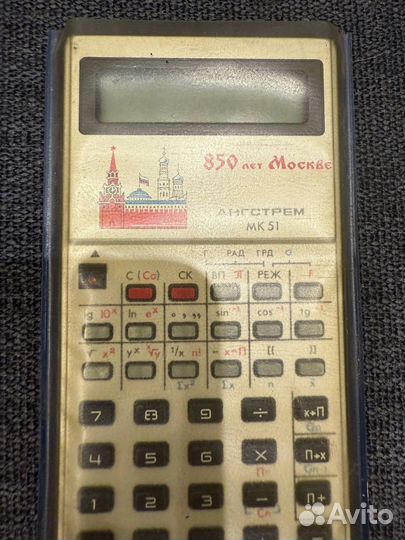 850 лет Москве
АНГСТРЕМ
МК 51
Г РАД ГРД
С (Са) СК ВП π РЕЖ F
lg 10ˣ ln eˣ sin⁻¹ cos⁻¹ tg
√ x² yˣ ˣ√y 1/x n! - x↔П [( )]
Σx² Σx n x̄
7 8 9 ÷ x→П
4 5 6 × П→x
1 2 3 − П+
Avito